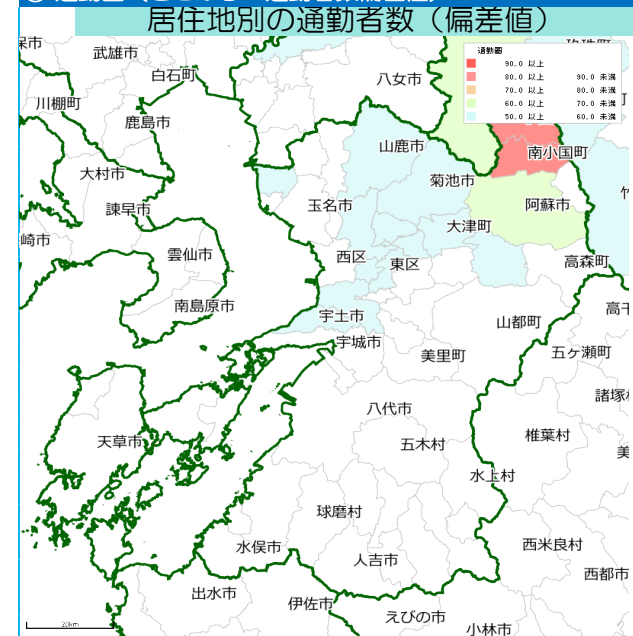 居住地別の通勤者数（偏差値）
通勤圏
90.0 以上
80.0 以上 90.0 未満
70.0 以上 80.0 未満
60.0 以上 70.0 未満
50.0 以上 60.0 未満
武雄市
白石町
八女市
川棚町
鹿島市
山鹿市
南小国町
大村市
菊池市
諫早市
玉名市
阿蘇市
大津町
崎市
雲仙市
西区
東区
高森町
南島原市
宇土市
山都町
宇城市
美里町
五ヶ瀬町
諸塚村
八代市
天草市
五木村
椎葉村
水上村
球磨村
水俣市
人吉市
西米良村
西都市
出水市
伊佐市
えびの市
小林市
20km